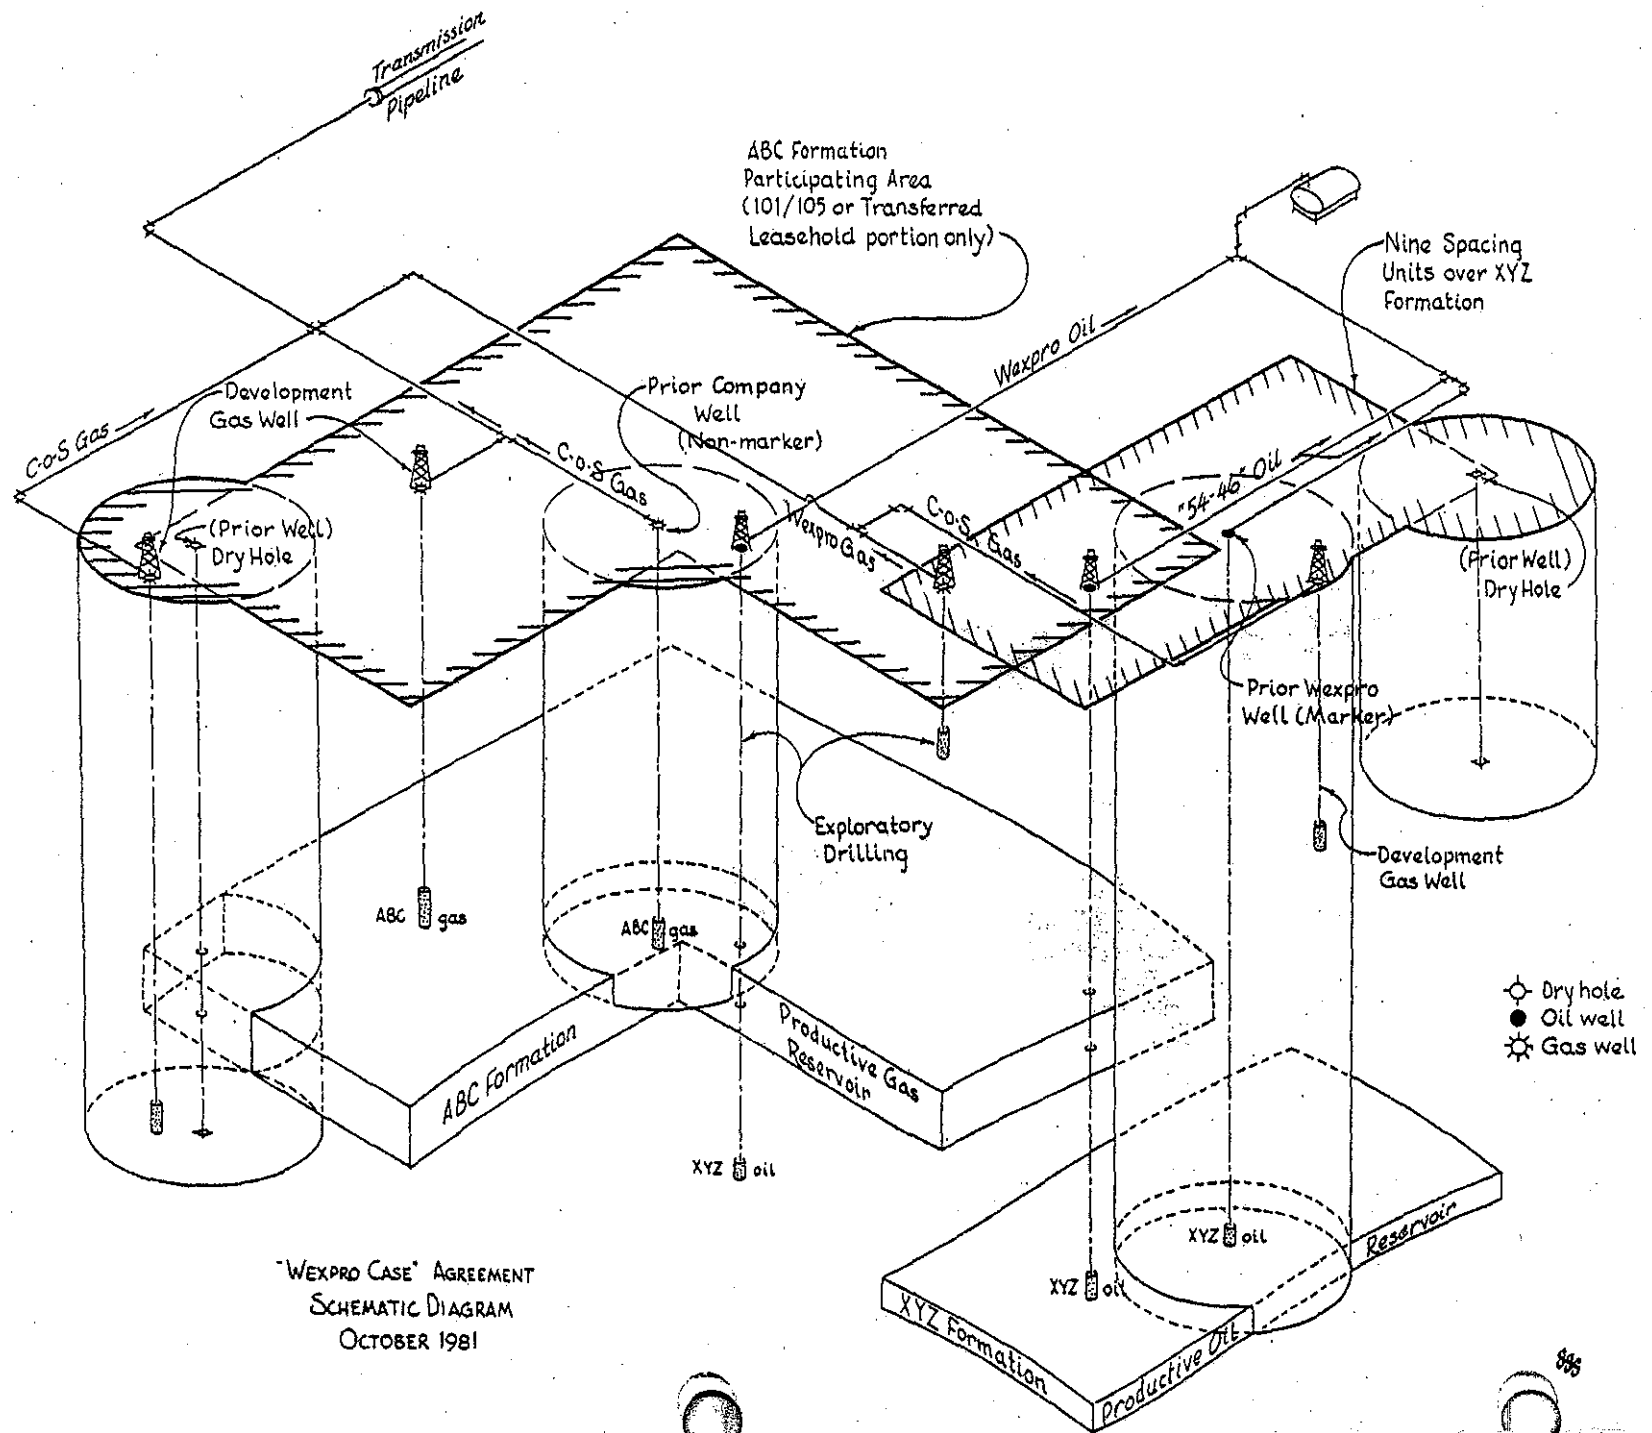 Transmission
Pipeline
ABC Formation
Participating Area
(101/105 or Transferred
Leasehold portion only)
Nine Spacing
Units over XYZ
Formation
Wexpro Oil
Development
Gas Well
Prior Company
Well
(Non-marker)
C-o-S Gas
C-o-S Gas
C-o-S Gas
Wexpro Gas
"54-46" Oil
(Prior Well)
Dry Hole
(Prior Well)
Dry Hole
Prior Wexpro
Well (Marker)
Exploratory
Drilling
Development
Gas Well
ABC gas
ABC gas
ABC Formation
Productive Gas
Reservoir
Dry hole
Oil well
Gas well
XYZ oil
XYZ oil
XYZ oil
XYZ Formation
Productive Oil
Reservoir
"WEXPRO CASE" AGREEMENT
SCHEMATIC DIAGRAM
OCTOBER 1981